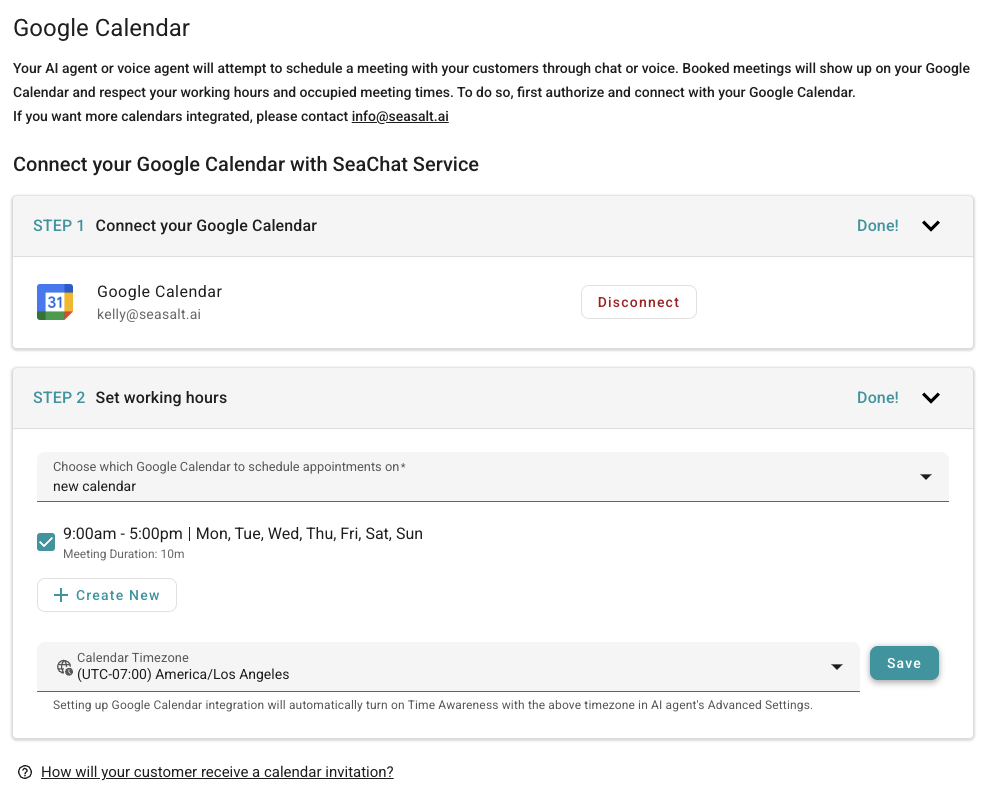 Google Calendar
Your AI agent or voice agent will attempt to schedule a meeting with your customers through chat or voice. Booked meetings will show up on your Google
Calendar and respect your working hours and occupied meeting times. To do so, first authorize and connect with your Google Calendar.
If you want more calendars integrated, please contact info@seasalt.ai
Connect your Google Calendar with SeaChat Service
STEP 1 Connect your Google Calendar Done!
31
Google Calendar
kelly@seasalt.ai
Disconnect
STEP 2 Set working hours Done!
Choose which Google Calendar to schedule appointments on*
new calendar
9:00am - 5:00pm | Mon, Tue, Wed, Thu, Fri, Sat, Sun
Meeting Duration: 10m
+ Create New
Calendar Timezone
(UTC-07:00) America/Los Angeles
Save
Setting up Google Calendar integration will automatically turn on Time Awareness with the above timezone in AI agent's Advanced Settings.
How will your customer receive a calendar invitation?